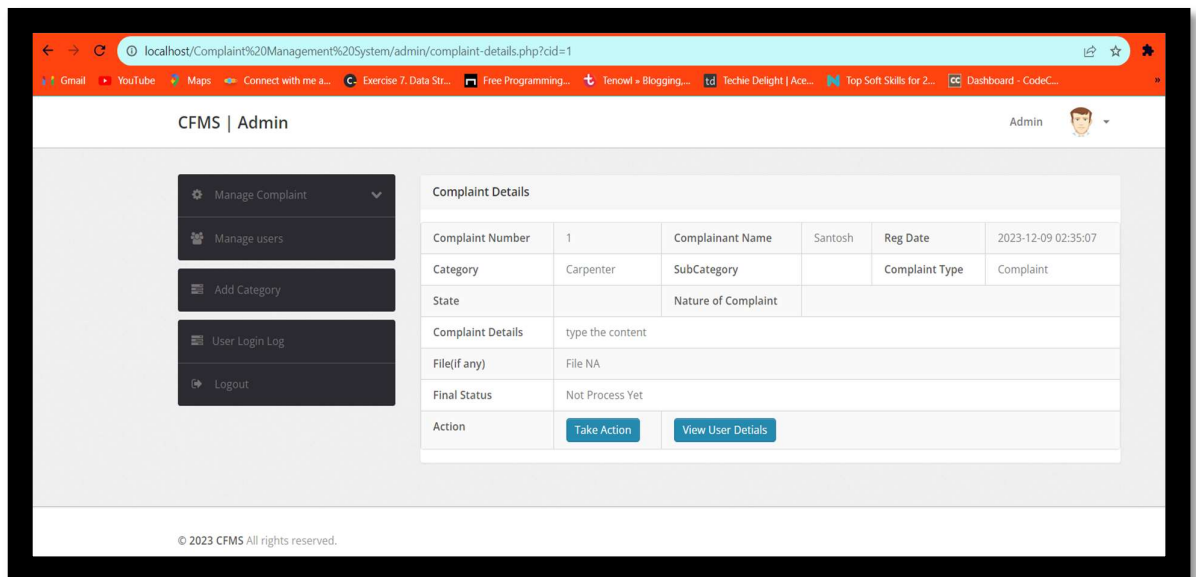 localhost/Complaint%20Management%20System/admin/complaint-details.php?cid=1
Gmail YouTube Maps Connect with me a... Exercise 7. Data Str... Free Programming... Tenowl » Blogging,... td Techie Delight | Ace... Top Soft Skills for 2... CC Dashboard - CodeC... »
CFMS | Admin Admin
Manage Complaint
Manage users
Add Category
User Login Log
Logout
Complaint Details
Complaint Number 1 Complainant Name Santosh Reg Date 2023-12-09 02:35:07
Category Carpenter SubCategory Complaint Type Complaint
State Nature of Complaint
Complaint Details type the content
File(if any) File NA
Final Status Not Process Yet
Action Take Action View User Detials
© 2023 CFMS All rights reserved.